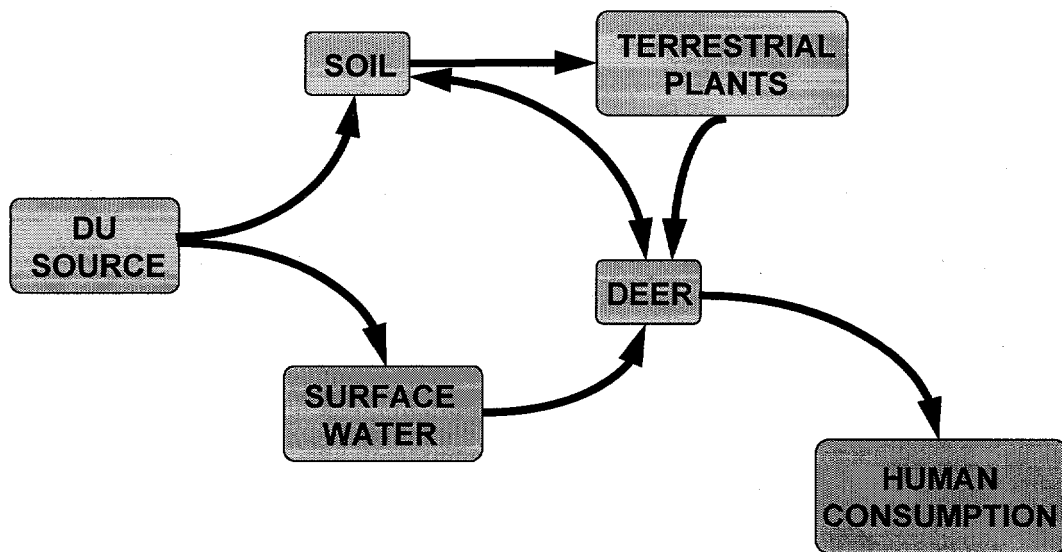 SOIL
TERRESTRIAL
PLANTS
DU
SOURCE
DEER
SURFACE
WATER
HUMAN
CONSUMPTION